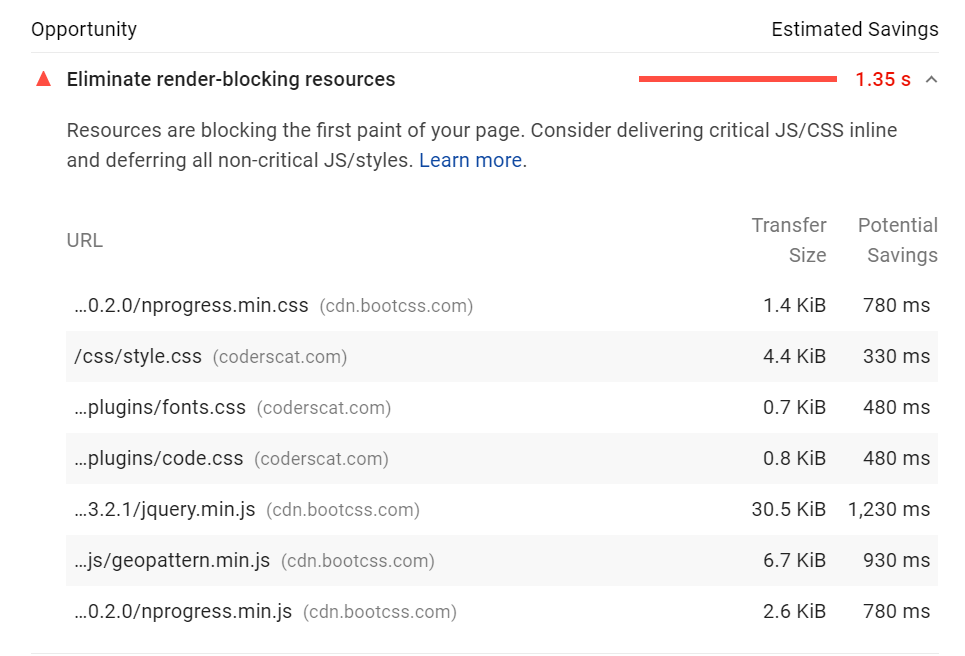 Opportunity Estimated Savings
Eliminate render-blocking resources 1.35 s
Resources are blocking the first paint of your page. Consider delivering critical JS/CSS inline
and deferring all non-critical JS/styles. Learn more.
URL Transfer Size Potential Savings
…0.2.0/nprogress.min.css (cdn.bootcss.com) 1.4 KiB 780 ms
/css/style.css (coderscat.com) 4.4 KiB 330 ms
…plugins/fonts.css (coderscat.com) 0.7 KiB 480 ms
…plugins/code.css (coderscat.com) 0.8 KiB 480 ms
…3.2.1/jquery.min.js (cdn.bootcss.com) 30.5 KiB 1,230 ms
…js/geopattern.min.js (cdn.bootcss.com) 6.7 KiB 930 ms
…0.2.0/nprogress.min.js (cdn.bootcss.com) 2.6 KiB 780 ms